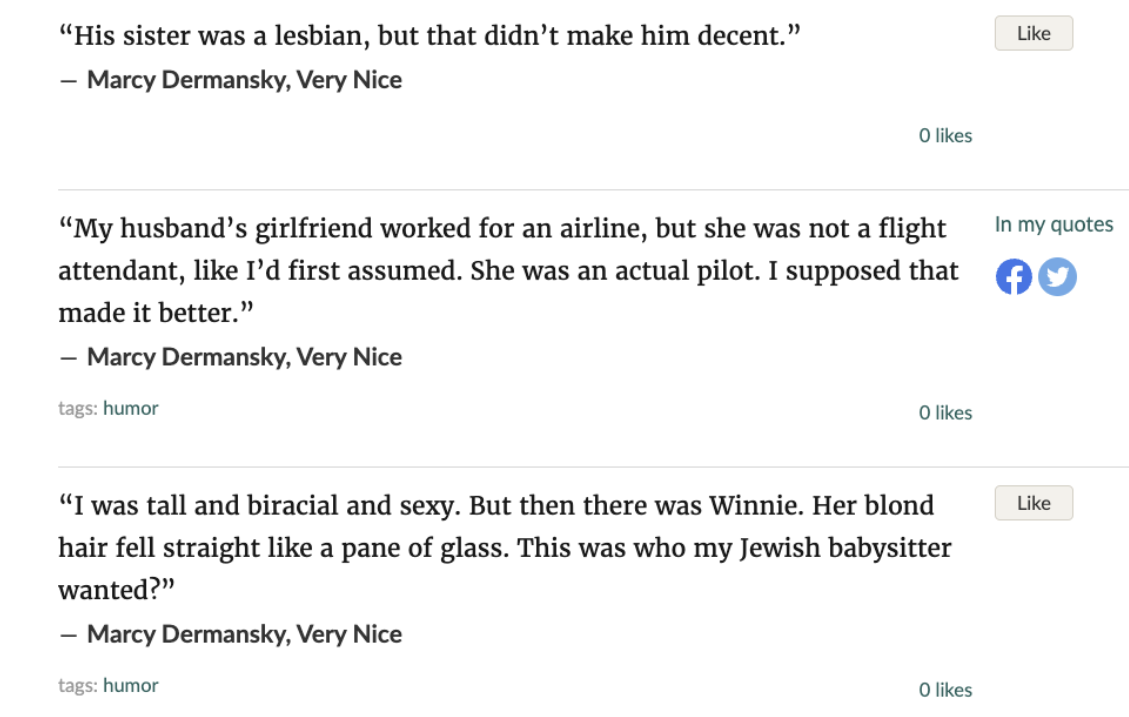 “His sister was a lesbian, but that didn’t make him decent.”
Like
― Marcy Dermansky, Very Nice
0 likes
“My husband’s girlfriend worked for an airline, but she was not a flight
In my quotes
attendant, like I’d first assumed. She was an actual pilot. I supposed that
made it better.”
― Marcy Dermansky, Very Nice
tags: humor
0 likes
“I was tall and biracial and sexy. But then there was Winnie. Her blond
Like
hair fell straight like a pane of glass. This was who my Jewish babysitter
wanted?”
― Marcy Dermansky, Very Nice
tags: humor
0 likes